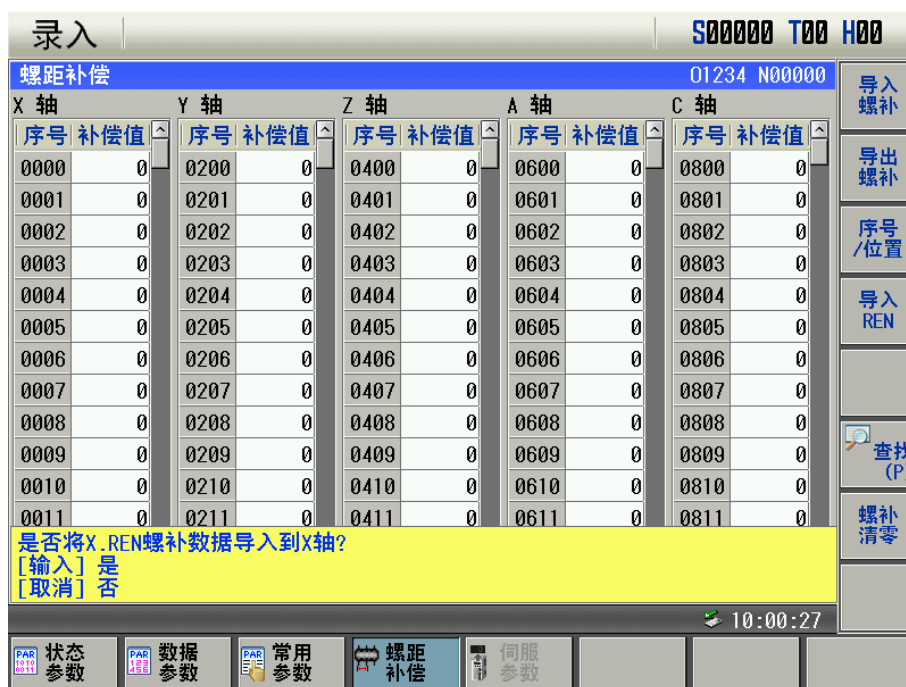 录入
S00000 T00 H00
螺距补偿 O1234 N00000
X 轴 Y 轴 Z 轴 A 轴 C 轴
序号 补偿值 序号 补偿值 序号 补偿值 序号 补偿值 序号 补偿值
0000 0 0200 0 0400 0 0600 0 0800 0
0001 0 0201 0 0401 0 0601 0 0801 0
0002 0 0202 0 0402 0 0602 0 0802 0
0003 0 0203 0 0403 0 0603 0 0803 0
0004 0 0204 0 0404 0 0604 0 0804 0
0005 0 0205 0 0405 0 0605 0 0805 0
0006 0 0206 0 0406 0 0606 0 0806 0
0007 0 0207 0 0407 0 0607 0 0807 0
0008 0 0208 0 0408 0 0608 0 0808 0
0009 0 0209 0 0409 0 0609 0 0809 0
0010 0 0210 0 0410 0 0610 0 0810 0
0011 0 0211 0 0411 0 0611 0 0811 0
是否将X.REN螺补数据导入到X轴?
[输入] 是
[取消] 否
10:00:27
导入
螺补
导出
螺补
序号
/位置
导入
REN
查找
(P
螺补
清零
PAR 1010 0011 状态
参数
PAR 123 456 数据
参数
PAR 常用
参数
螺距
补偿
伺服
参数